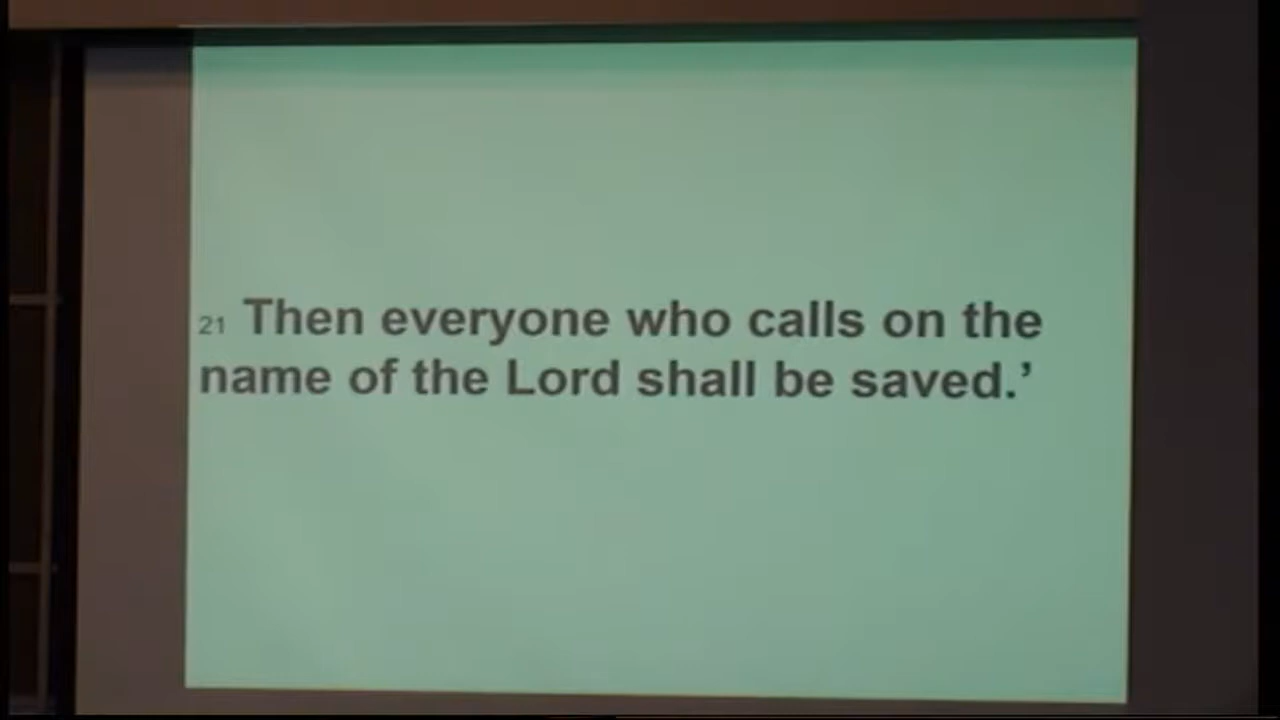 21 Then everyone who calls on the
name of the Lord shall be saved.’